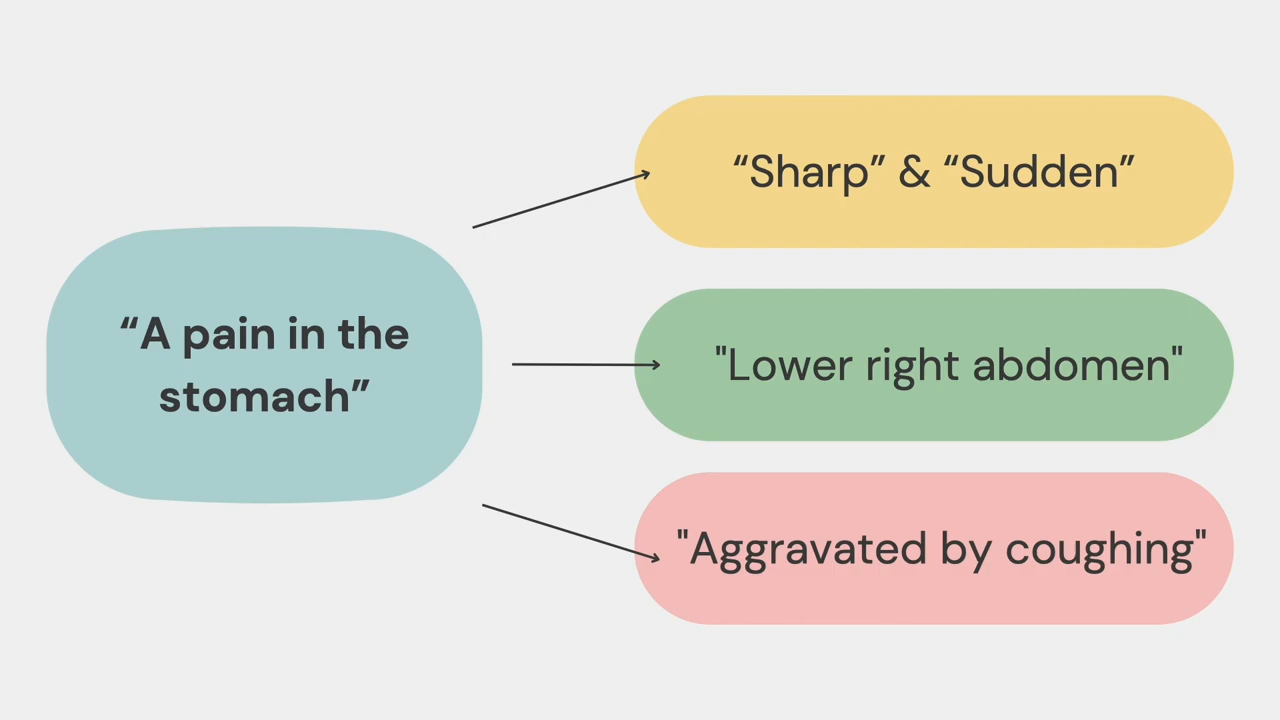 “A pain in the
stomach”
“Sharp” & “Sudden”
"Lower right abdomen"
"Aggravated by coughing"